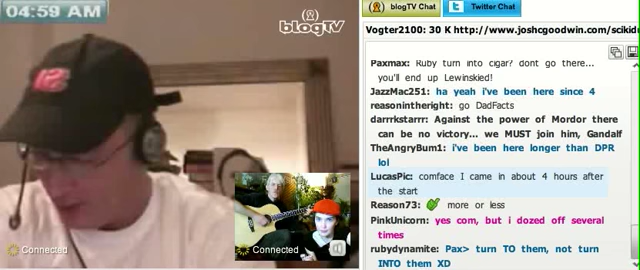 04:59 AM
blogTV
Connected
Connected
blogTV Chat
Twitter Chat
Vogter2100: 30 K http://www.joshcgoodwin.com/scikid
Paxmax: Ruby turn into cigar? dont go there...
you'll end up Lewinskied!
JazzMac251: ha yeah i've been here since 4
reasonintheright: go DadFacts
darrrkstarrr: Against the power of Mordor there
can be no victory... we MUST join him, Gandalf
TheAngryBum1: i've been here longer than DPR
lol
LucasPic: comface I came in about 4 hours after
the start
Reason73: more or less
PinkUnicorn: yes com, but i dozed off several
times
rubydynamite: Pax> turn TO them, not turn
INTO them XD